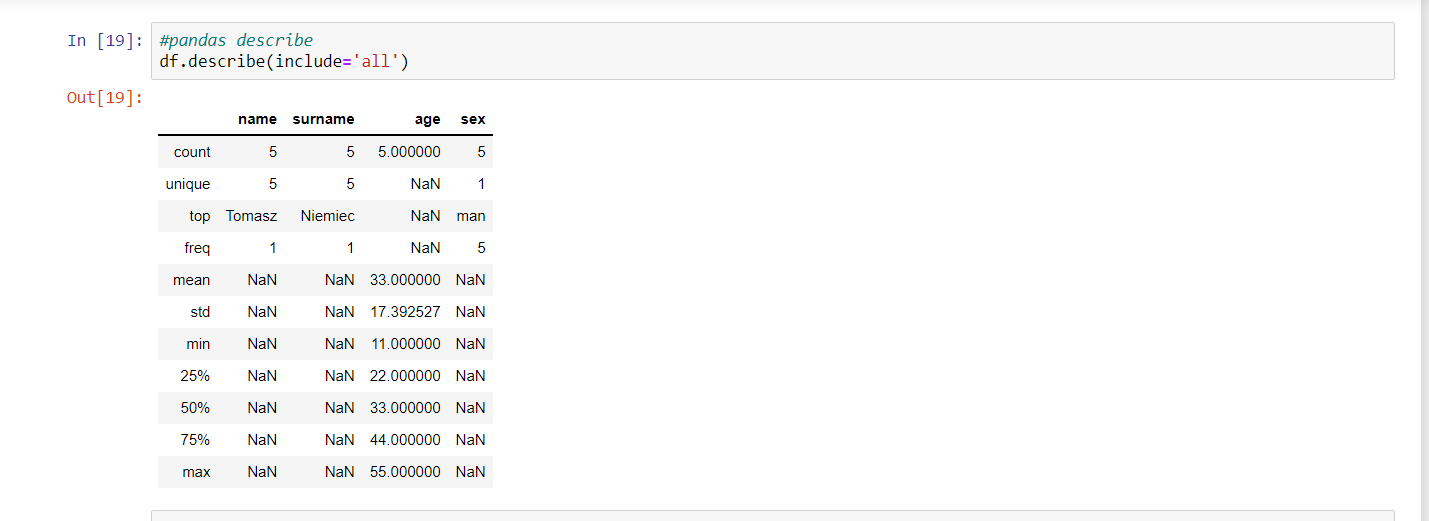 In [19]: #pandas describe
df.describe(include='all')
Out[19]:
name surname age sex
count 5 5 5.000000 5
unique 5 5 NaN 1
top Tomasz Niemiec NaN man
freq 1 1 NaN 5
mean NaN NaN 33.000000 NaN
std NaN NaN 17.392527 NaN
min NaN NaN 11.000000 NaN
25% NaN NaN 22.000000 NaN
50% NaN NaN 33.000000 NaN
75% NaN NaN 44.000000 NaN
max NaN NaN 55.000000 NaN